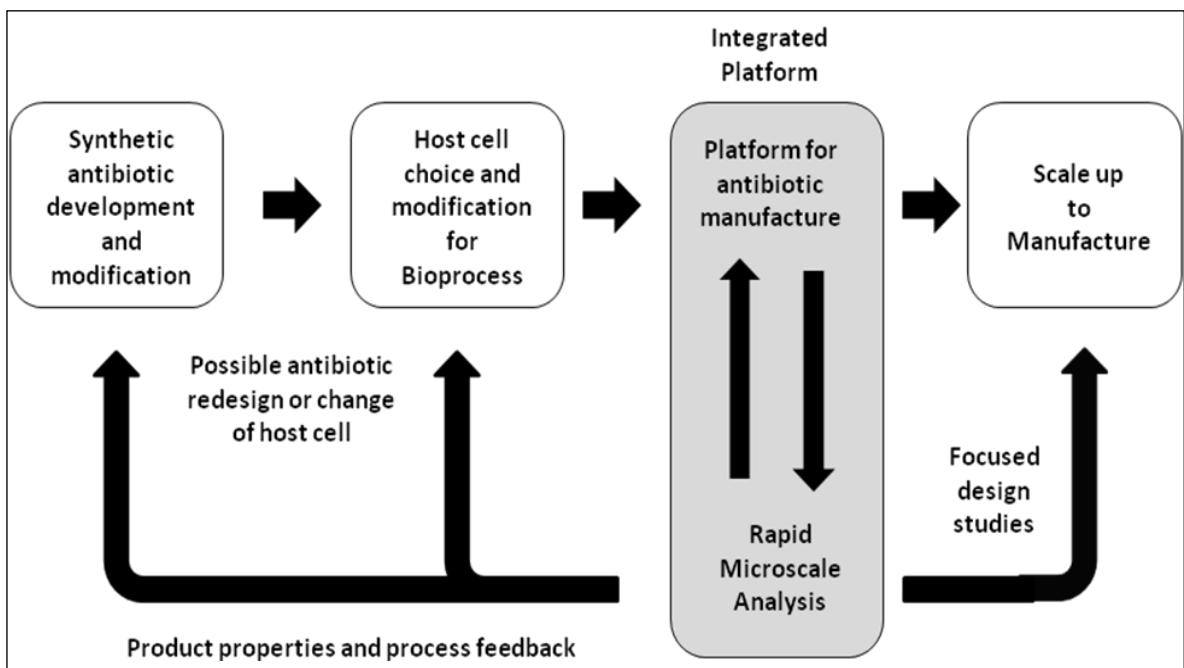 Integrated
Platform
Synthetic
antibiotic
development
and
modification
Host cell
choice and
modification
for
Bioprocess
Platform for
antibiotic
manufacture
Scale up
to
Manufacture
Possible antibiotic
redesign or change
of host cell
Focused
design
studies
Rapid
Microscale
Analysis
Product properties and process feedback